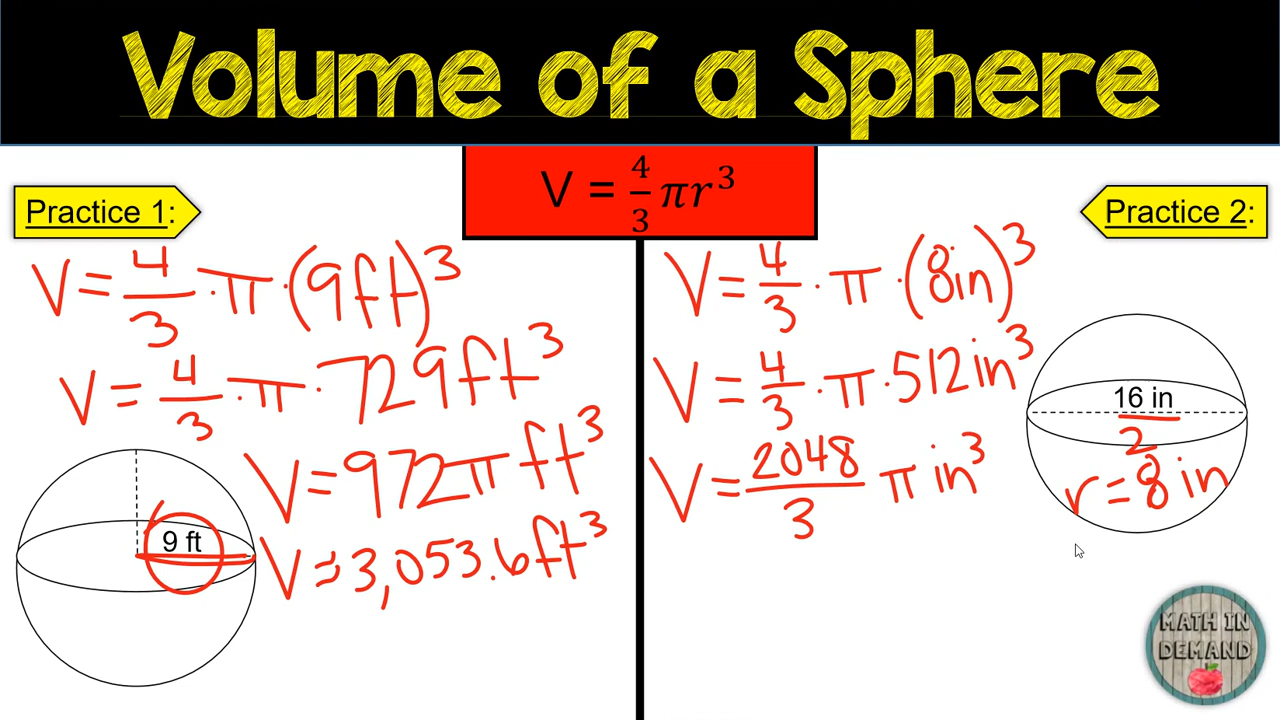 Volume of a Sphere
V = 4/3 πr³
Practice 1:
V = 4/3 · π · (9ft)³
V = 4/3 · π · 729ft³
V = 972π ft³
V ≈ 3,053.6ft³
9 ft
Practice 2:
V = 4/3 · π · (8in)³
V = 4/3 · π · 512in³
V = 2048/3 π in³
16 in
2
r = 8 in
MATH IN
DEMAND